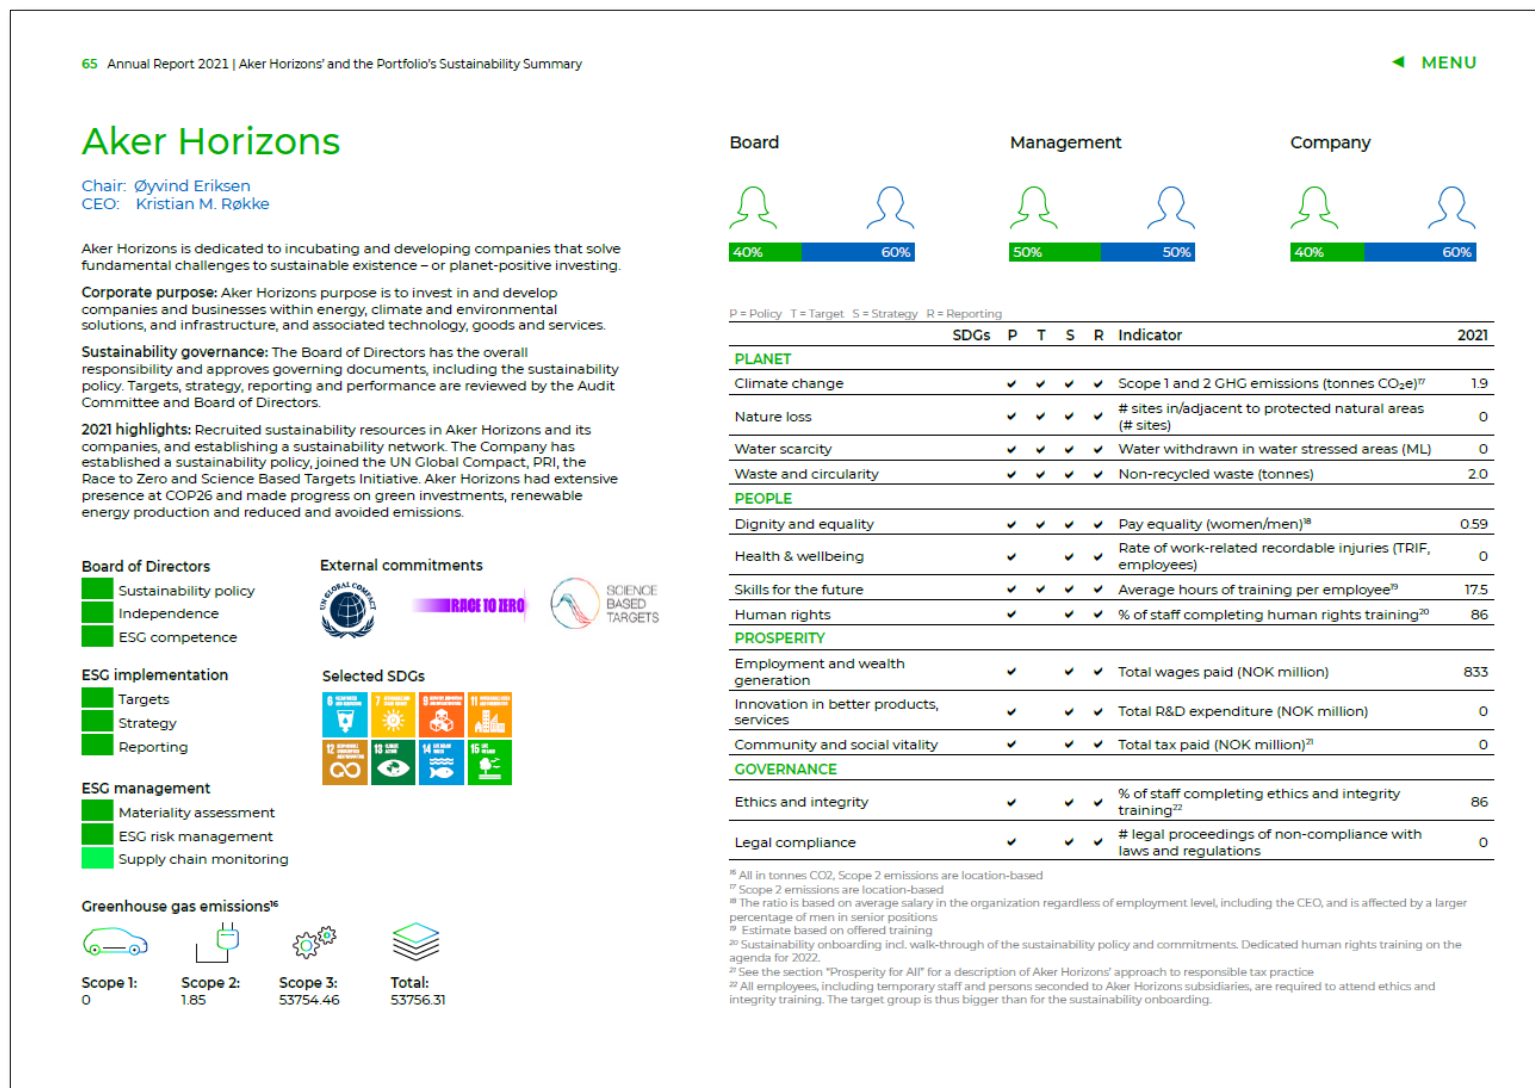 65 Annual Report 2021 | Aker Horizons' and the Portfolio's Sustainability Summary
◀ MENU
Aker Horizons
Chair: Øyvind Eriksen
CEO: Kristian M. Røkke
Aker Horizons is dedicated to incubating and developing companies that solve
fundamental challenges to sustainable existence – or planet-positive investing.
Corporate purpose: Aker Horizons purpose is to invest in and develop
companies and businesses within energy, climate and environmental
solutions, and infrastructure, and associated technology, goods and services.
Sustainability governance: The Board of Directors has the overall
responsibility and approves governing documents, including the sustainability
policy. Targets, strategy, reporting and performance are reviewed by the Audit
Committee and Board of Directors.
2021 highlights: Recruited sustainability resources in Aker Horizons and its
companies, and establishing a sustainability network. The Company has
established a sustainability policy, joined the UN Global Compact, PRI, the
Race to Zero and Science Based Targets Initiative. Aker Horizons had extensive
presence at COP26 and made progress on green investments, renewable
energy production and reduced and avoided emissions.
Board of Directors
Sustainability policy
Independence
ESG competence
External commitments
UN GLOBAL COMPACT
RACE TO ZERO
SCIENCE
BASED
TARGETS
ESG implementation
Targets
Strategy
Reporting
Selected SDGs
6
7
9
11
12
13 CLIMATE
ACTION
14
15
ESG management
Materiality assessment
ESG risk management
Supply chain monitoring
Greenhouse gas emissions¹⁶
Scope 1: Scope 2: Scope 3: Total:
0 1.85 53754.46 53756.31
Board Management Company
40% 60% 50% 50% 40% 60%
P = Policy T = Target S = Strategy R = Reporting
SDGs P T S R Indicator 2021
PLANET
Climate change ✔ ✔ ✔ ✔ Scope 1 and 2 GHG emissions (tonnes CO₂e)¹⁷ 1.9
Nature loss ✔ ✔ ✔ ✔ # sites in/adjacent to protected natural areas
(# sites) 0
Water scarcity ✔ ✔ ✔ ✔ Water withdrawn in water stressed areas (ML) 0
Waste and circularity ✔ ✔ ✔ ✔ Non-recycled waste (tonnes) 2.0
PEOPLE
Dignity and equality ✔ ✔ ✔ ✔ Pay equality (women/men)¹⁸ 0.59
Health & wellbeing ✔ ✔ ✔ Rate of work-related recordable injuries (TRIF,
employees) 0
Skills for the future ✔ ✔ ✔ ✔ Average hours of training per employee¹⁹ 17.5
Human rights ✔ ✔ ✔ % of staff completing human rights training²⁰ 86
PROSPERITY
Employment and wealth
generation ✔ ✔ ✔ Total wages paid (NOK million) 833
Innovation in better products,
services ✔ ✔ ✔ Total R&D expenditure (NOK million) 0
Community and social vitality ✔ ✔ ✔ Total tax paid (NOK million)²¹ 0
GOVERNANCE
Ethics and integrity ✔ ✔ ✔ % of staff completing ethics and integrity
training²² 86
Legal compliance ✔ ✔ ✔ # legal proceedings of non-compliance with
laws and regulations 0
¹⁶ All in tonnes CO2, Scope 2 emissions are location-based
¹⁷ Scope 2 emissions are location-based
¹⁸ The ratio is based on average salary in the organization regardless of employment level, including the CEO, and is affected by a larger
percentage of men in senior positions
¹⁹ Estimate based on offered training
²⁰ Sustainability onboarding incl. walk-through of the sustainability policy and commitments. Dedicated human rights training on the
agenda for 2022.
²¹ See the section "Prosperity for All" for a description of Aker Horizons' approach to responsible tax practice
²² All employees, including temporary staff and persons seconded to Aker Horizons subsidiaries, are required to attend ethics and
integrity training. The target group is thus bigger than for the sustainability onboarding.